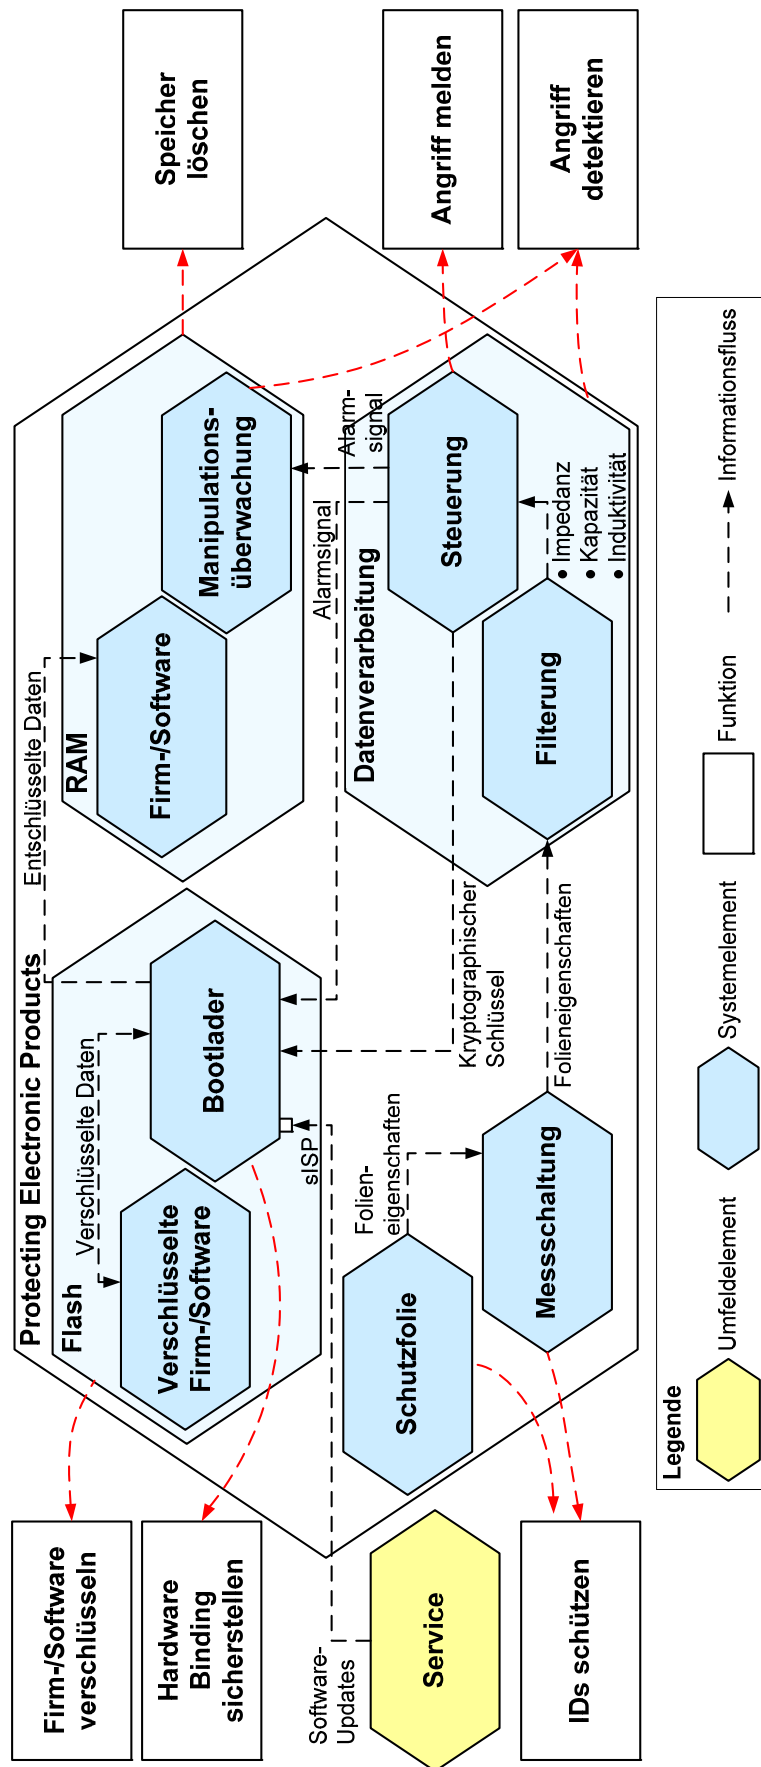 Firm-/Software
verschlüsseln
Hardware
Binding
sicherstellen
Service
IDs schützen
Software-
Updates
Protecting Electronic Products
Flash
Verschlüsselte
Firm-/Software
Verschlüsselte Daten
Bootlader
sISP
Schutzfolie
Folien-
eigenschaften
Messschaltung
Folieneigenschaften
Kryptographischer
Schlüssel
Entschlüsselte Daten
RAM
Firm-/Software
Manipulations-
überwachung
Alarmsignal
Alarm-
signal
Datenverarbeitung
Filterung
Steuerung
• Impedanz
• Kapazität
• Induktivität
Speicher
löschen
Angriff melden
Angriff
detektieren
Legende
Umfeldelement
Systemelement
Funktion
Informationsfluss